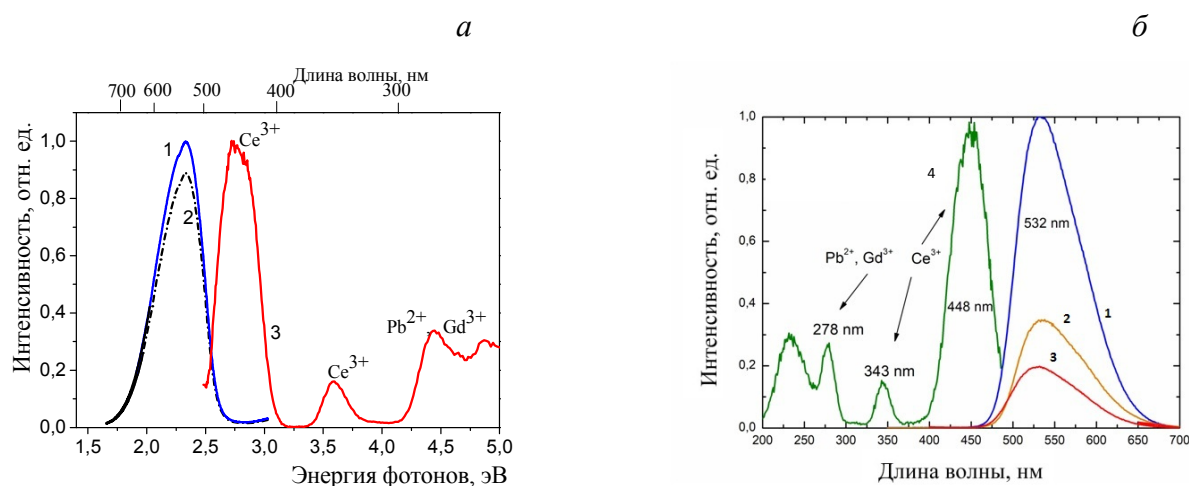 а
б
Длина волны, нм
700 600 500 400 300
Интенсивность, отн. ед.
1,0
0,8
0,6
0,4
0,2
0,0
1
2
3
Ce³⁺
Ce³⁺
Pb²⁺ Gd³⁺
1,5 2,0 2,5 3,0 3,5 4,0 4,5 5,0
Энергия фотонов, эВ
Интенсивность, отн. ед.
1,0
0,8
0,6
0,4
0,2
0,0
4
532 nm
Pb²⁺, Gd³⁺ Ce³⁺
448 nm
278 nm
343 nm
1
2
3
200 250 300 350 400 450 500 550 600 650 700
Длина волны, нм